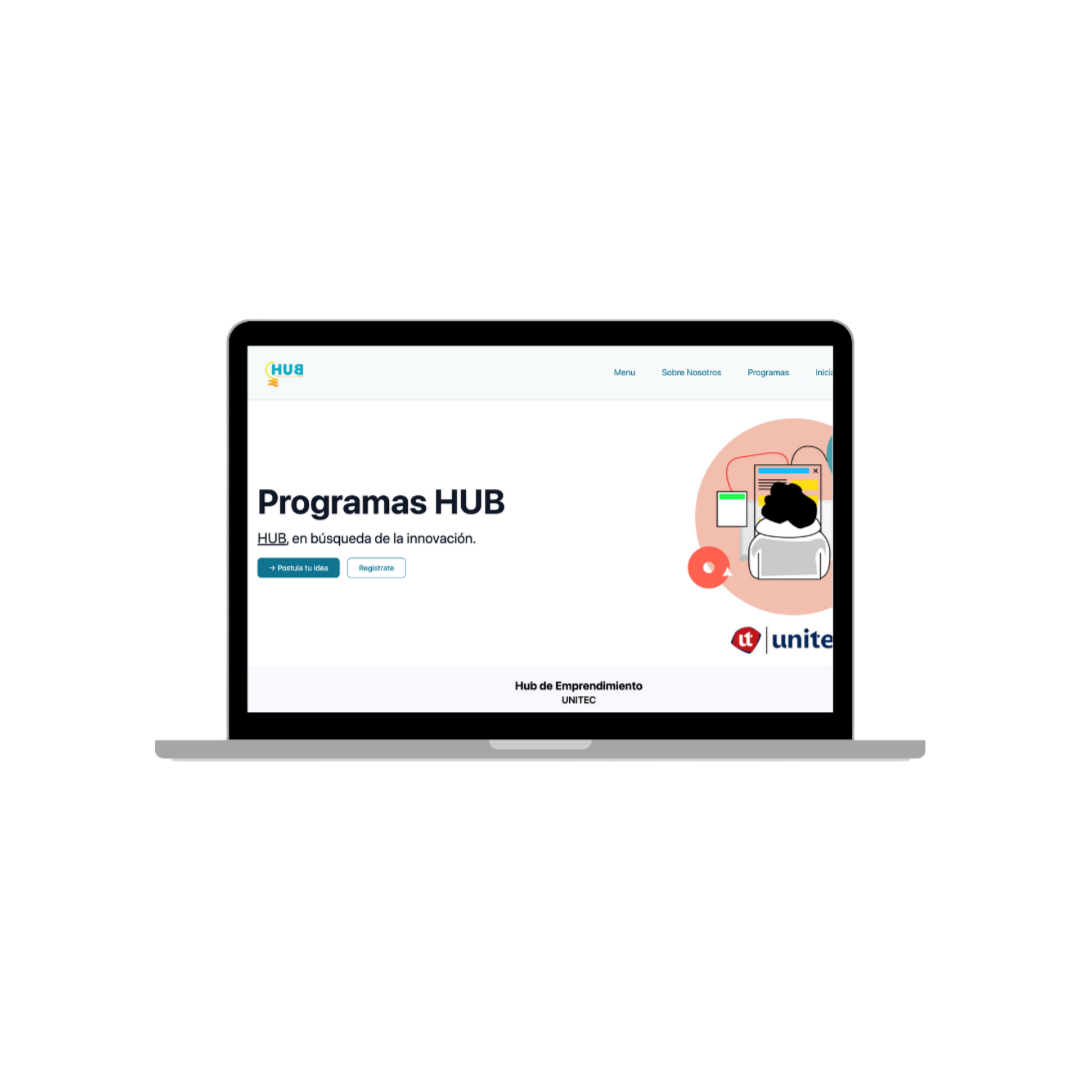 HUB
Menu Sobre Nosotros Programas Inicia
Programas HUB
HUB, en búsqueda de la innovación.
→ Postula tu idea Registrate
ut unite
Hub de Emprendimiento
UNITEC